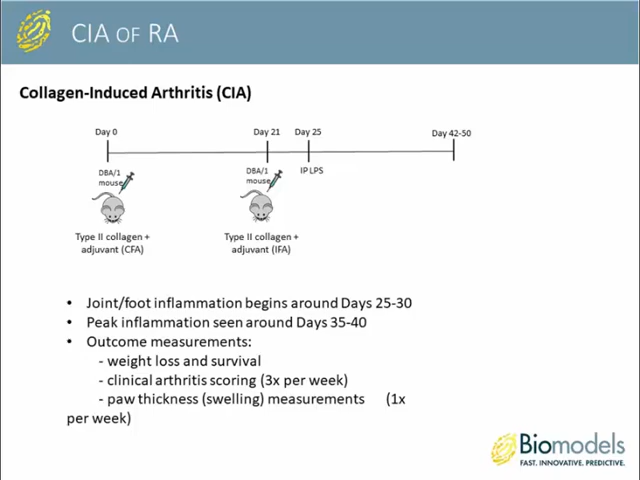 CIA OF RA
Collagen-Induced Arthritis (CIA)
Day 0
Day 21
Day 25
Day 42-50
DBA/1
mouse
DBA/1
mouse
IP LPS
Type II collagen +
adjuvant (CFA)
Type II collagen +
adjuvant (IFA)
• Joint/foot inflammation begins around Days 25-30
• Peak inflammation seen around Days 35-40
• Outcome measurements:
- weight loss and survival
- clinical arthritis scoring (3x per week)
- paw thickness (swelling) measurements (1x
per week)
Biomodels
FAST. INNOVATIVE. PREDICTIVE.